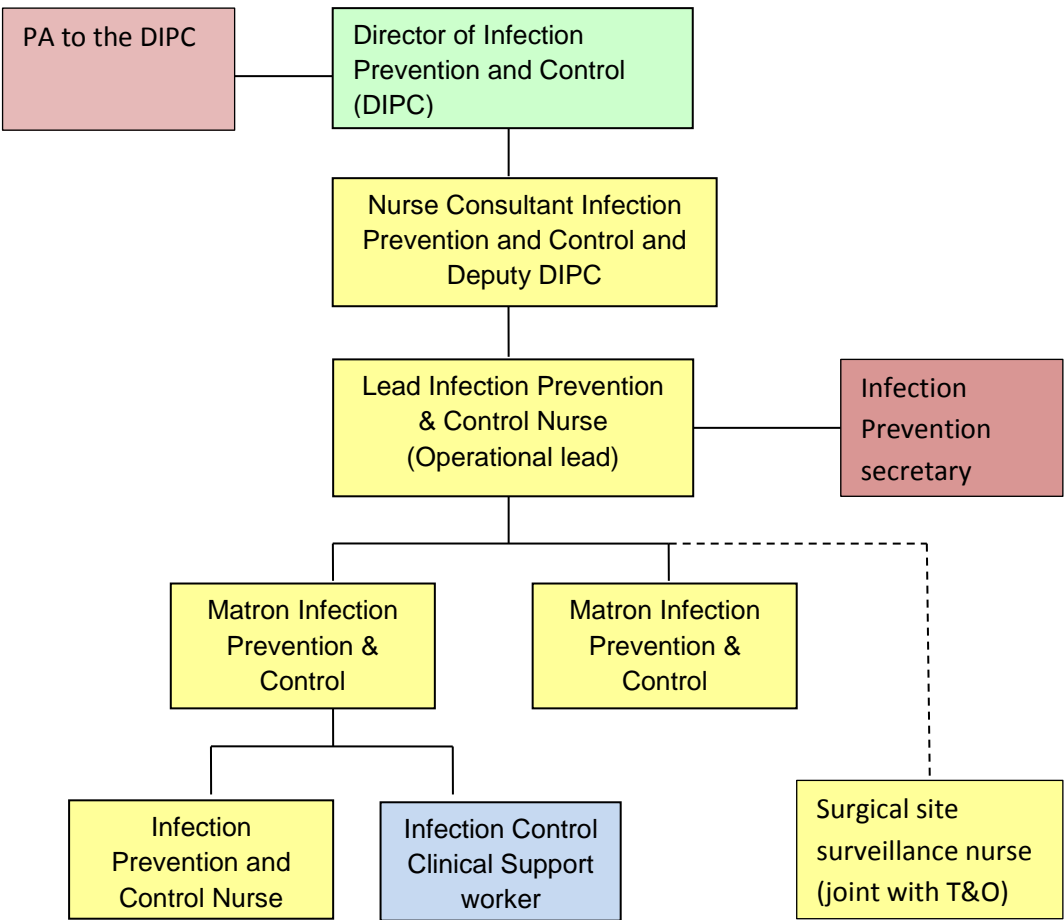 PA to the DIPC
Director of Infection
Prevention and Control
(DIPC)
Nurse Consultant Infection
Prevention and Control and
Deputy DIPC
Lead Infection Prevention
& Control Nurse
(Operational lead)
Infection
Prevention
secretary
Matron Infection
Prevention &
Control
Matron Infection
Prevention &
Control
Infection
Prevention and
Control Nurse
Infection Control
Clinical Support
worker
Surgical site
surveillance nurse
(joint with T&O)